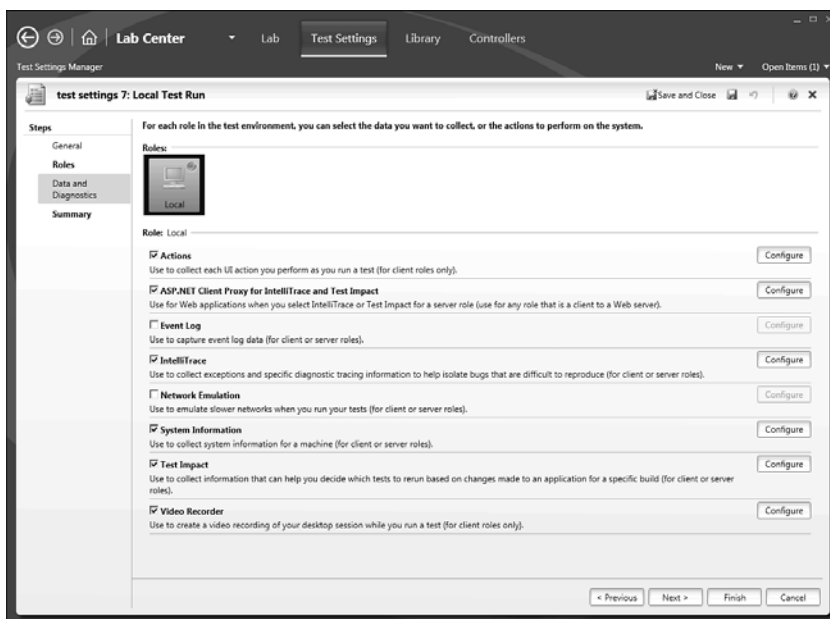 Lab Center Lab Test Settings Library Controllers
Test Settings Manager New Open Items (1)
test settings 7: Local Test Run Save and Close
Steps
General
Roles
Data and
Diagnostics
Summary
For each role in the test environment, you can select the data you want to collect, or the actions to perform on the system.
Roles:
Local
Role: Local
Actions Configure
Use to collect each UI action you perform as you run a test (for client roles only).
ASP.NET Client Proxy for IntelliTrace and Test Impact Configure
Use for Web applications when you select IntelliTrace or Test Impact for a server role (use for any role that is a client to a Web server).
Event Log Configure
Use to capture event log data (for client or server roles).
IntelliTrace Configure
Use to collect exceptions and specific diagnostic tracing information to help isolate bugs that are difficult to reproduce (for client or server roles).
Network Emulation Configure
Use to emulate slower networks when you run your tests (for client or server roles).
System Information Configure
Use to collect system information for a machine (for client or server roles).
Test Impact Configure
Use to collect information that can help you decide which tests to rerun based on changes made to an application for a specific build (for client or server
roles).
Video Recorder Configure
Use to create a video recording of your desktop session while you run a test (for client roles only).
< Previous Next > Finish Cancel